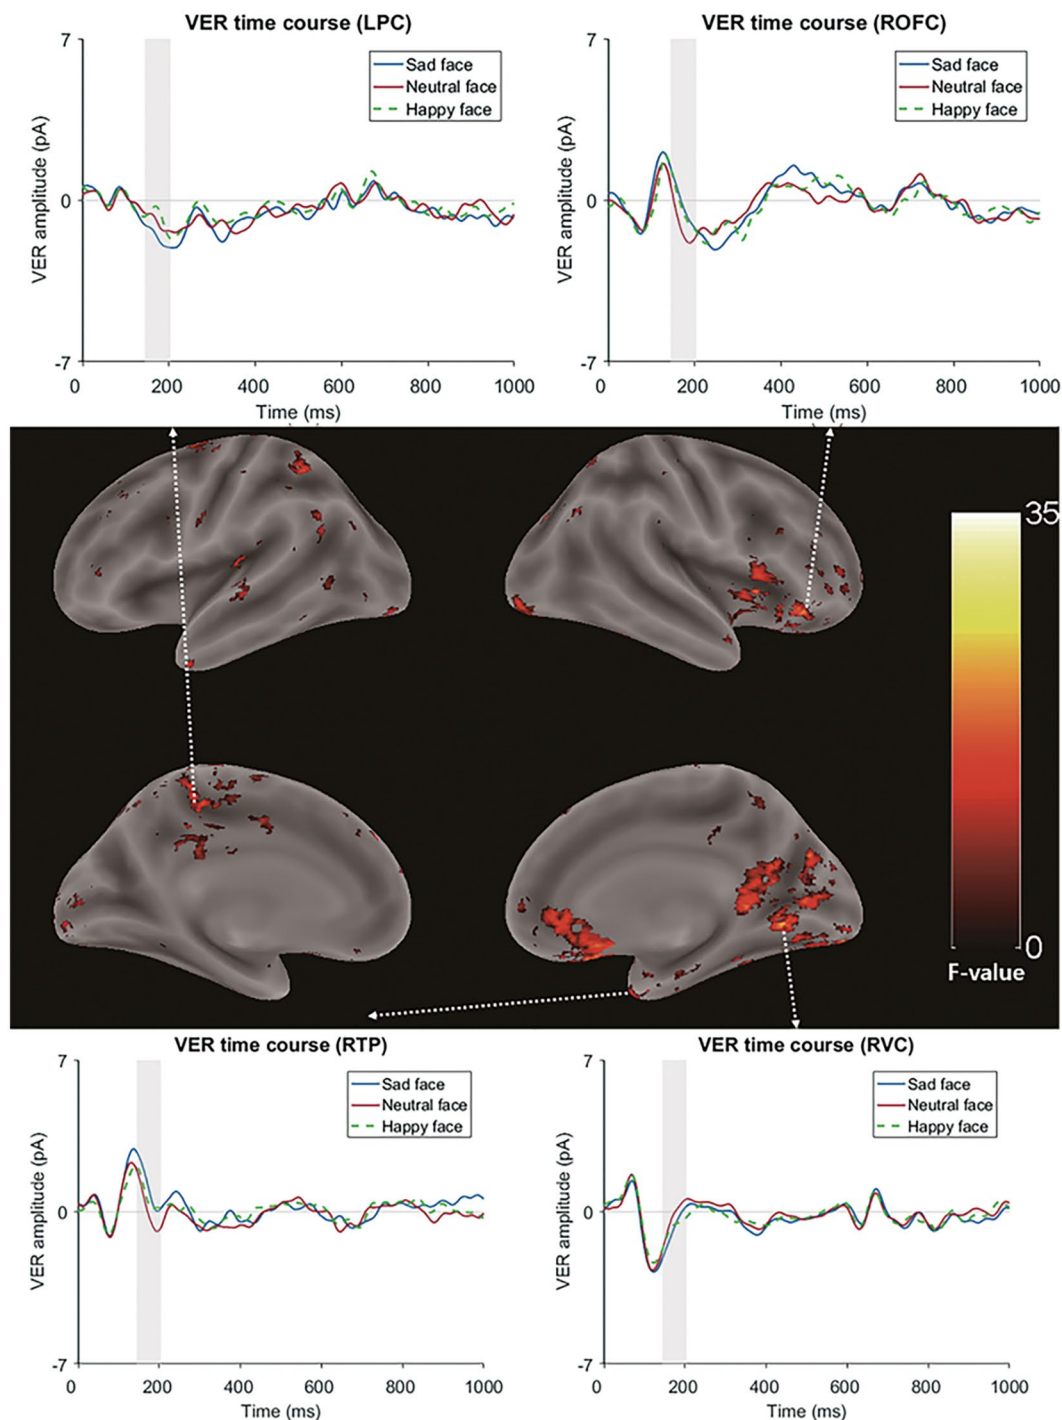 VER time course (LPC)
7
0
-7
VER amplitude (pA)
Sad face
Neutral face
Happy face
0 200 400 600 800 1000
Time (ms)
VER time course (ROFC)
7
0
-7
VER amplitude (pA)
Sad face
Neutral face
Happy face
0 200 400 600 800 1000
Time (ms)
35
0
F-value
VER time course (RTP)
7
0
-7
VER amplitude (pA)
Sad face
Neutral face
Happy face
0 200 400 600 800 1000
Time (ms)
VER time course (RVC)
7
0
-7
VER amplitude (pA)
Sad face
Neutral face
Happy face
0 200 400 600 800 1000
Time (ms)